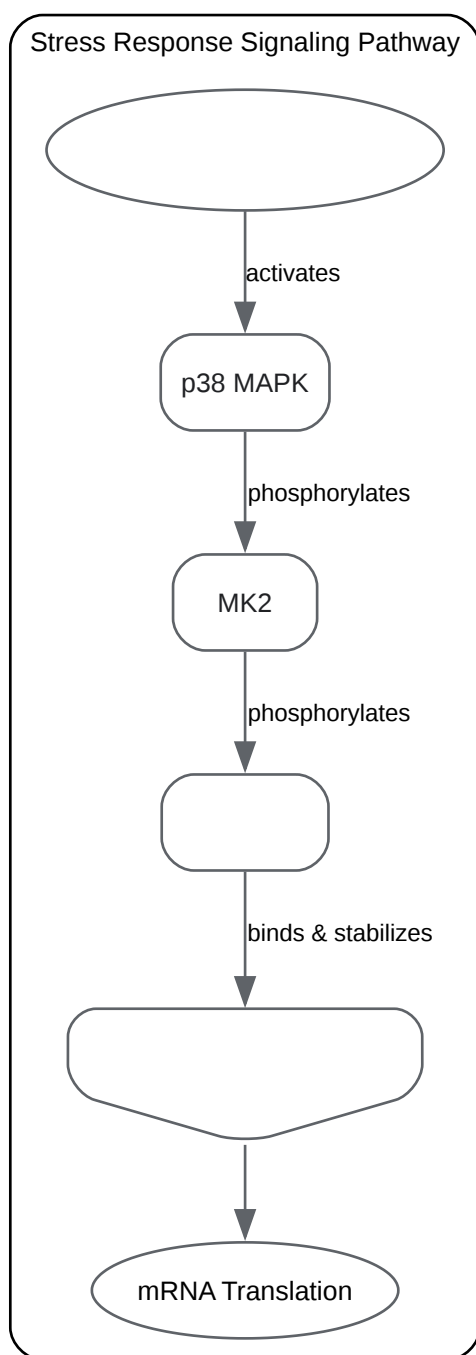 Stress Response Signaling Pathway
activates
p38 MAPK
phosphorylates
MK2
phosphorylates
binds & stabilizes
mRNA Translation